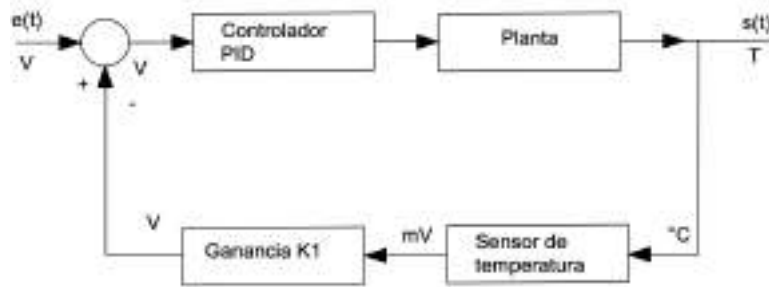 e(t)
V
+
-
V
Controlador
PID
Planta
s(t)
T
V
Ganancia K1
mV
Sensor de
temperatura
°C